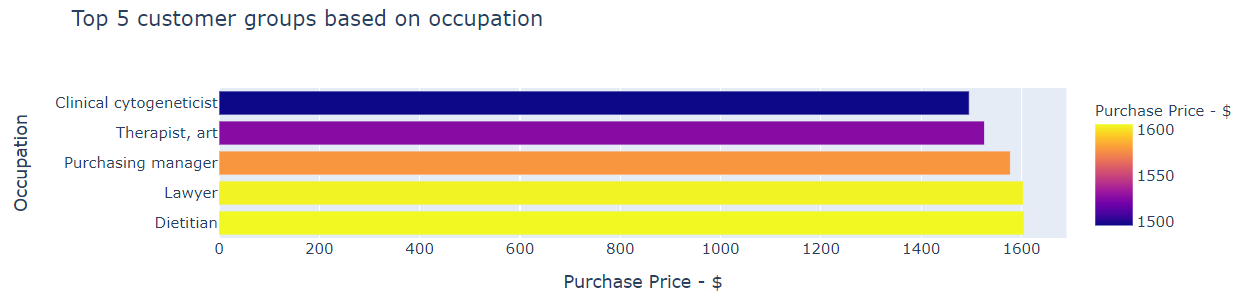 Top 5 customer groups based on occupation
Occupation
Clinical cytogeneticist
Therapist, art
Purchasing manager
Lawyer
Dietitian
0 200 400 600 800 1000 1200 1400 1600
Purchase Price - $
Purchase Price - $
1600
1550
1500